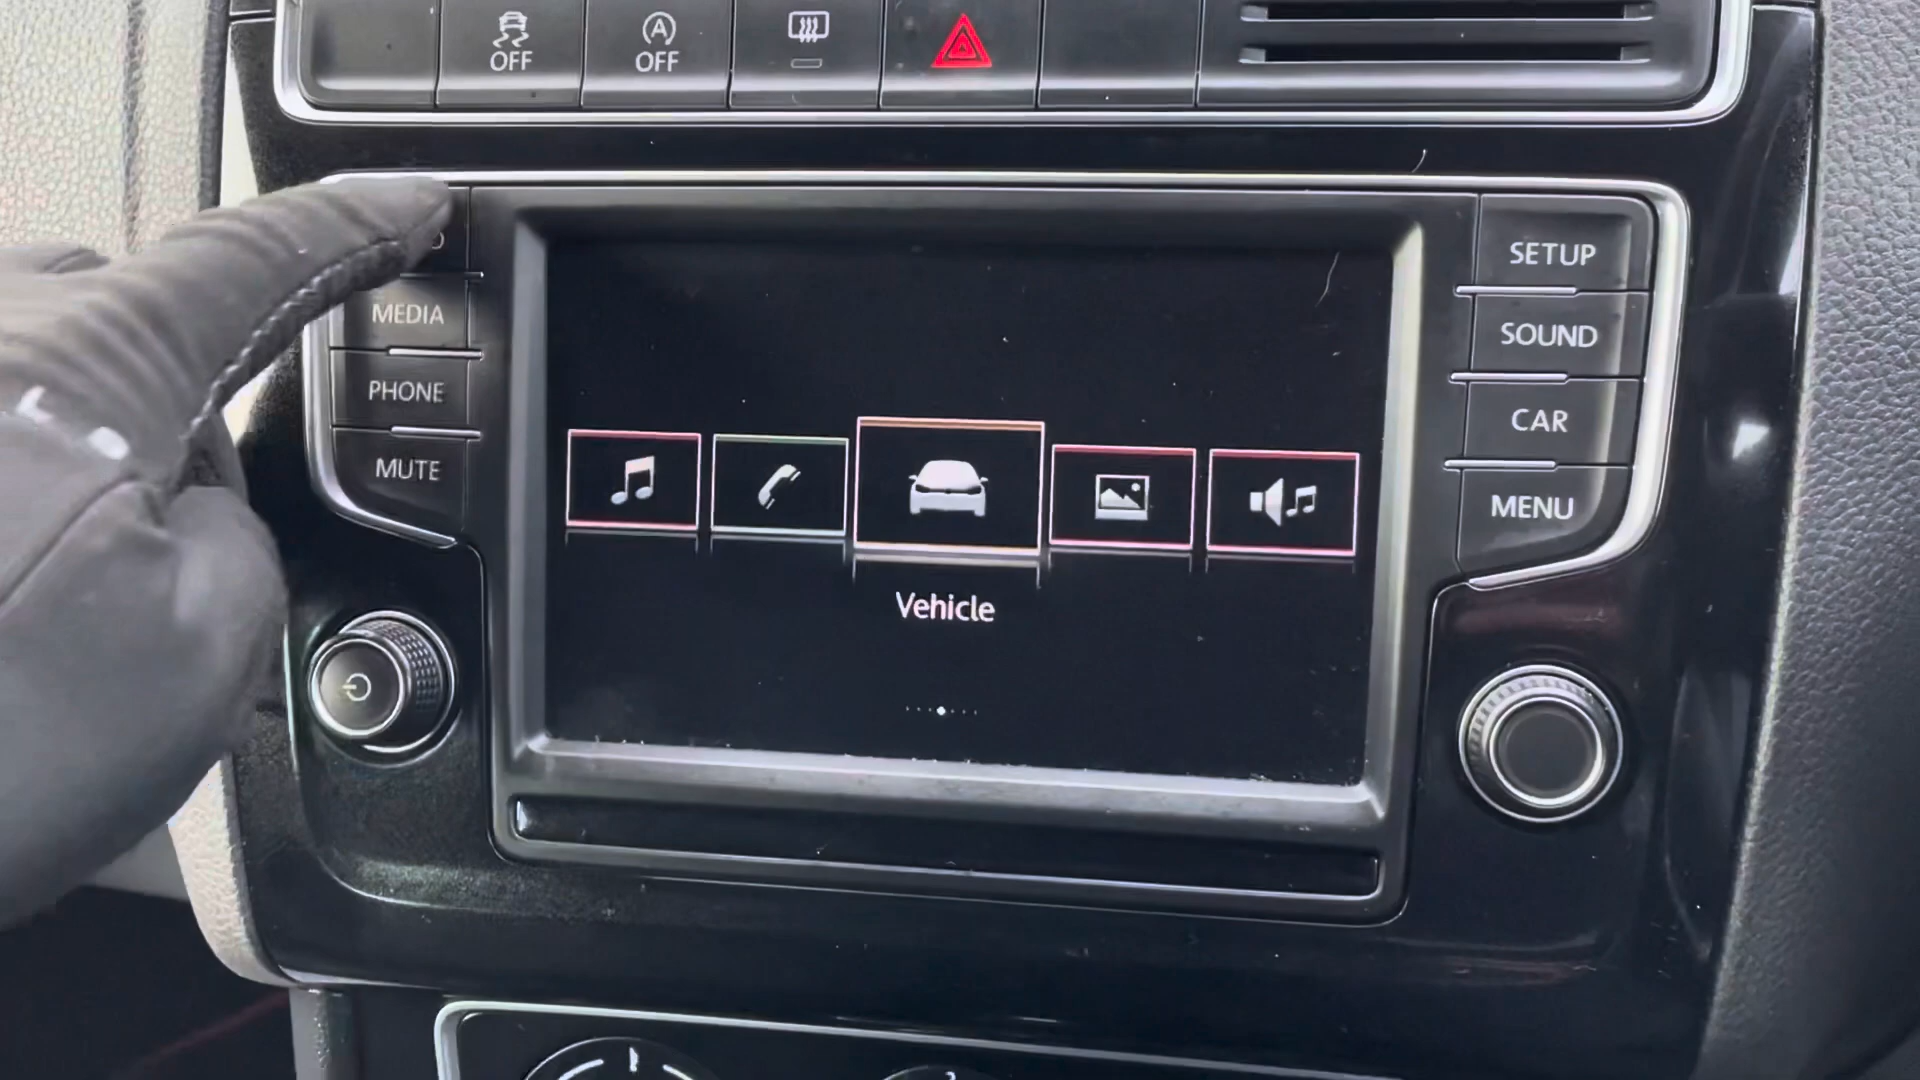 OFF
OFF
SETUP
MEDIA
SOUND
PHONE
CAR
MUTE
MENU
Vehicle